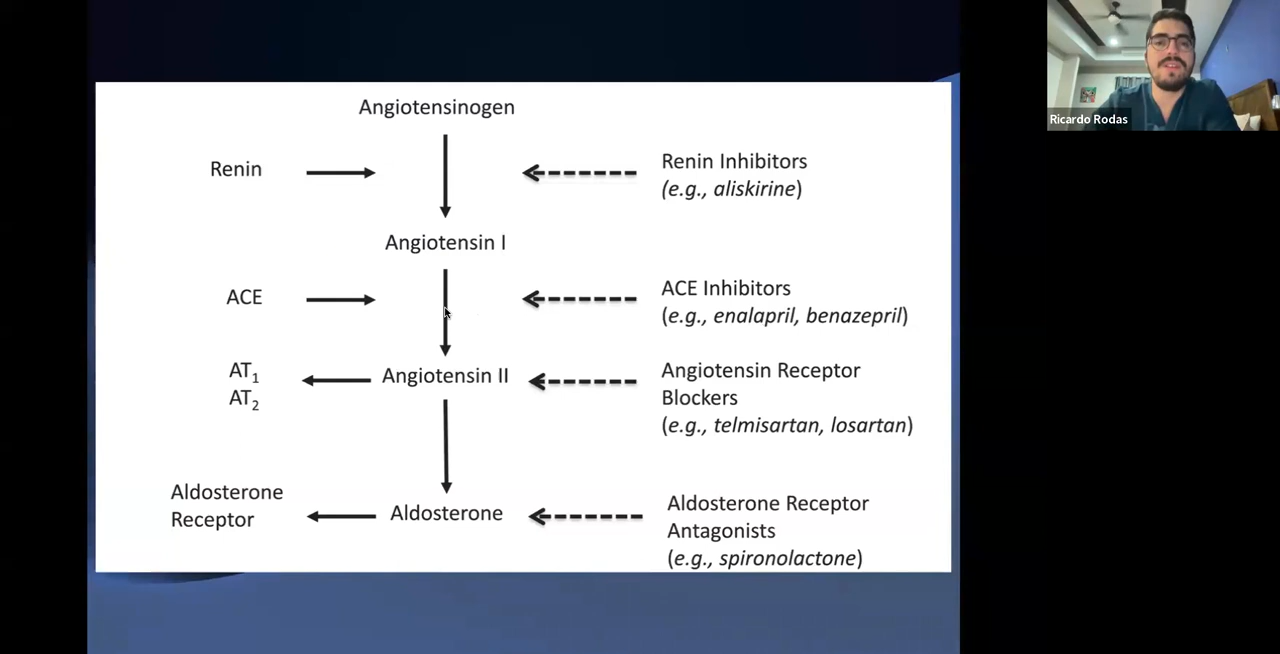 Angiotensinogen
Renin
Renin Inhibitors
(e.g., aliskirine)
Angiotensin I
ACE
ACE Inhibitors
(e.g., enalapril, benazepril)
AT1
AT2
Angiotensin II
Angiotensin Receptor
Blockers
(e.g., telmisartan, losartan)
Aldosterone
Receptor
Aldosterone
Aldosterone Receptor
Antagonists
(e.g., spironolactone)
Ricardo Rodas